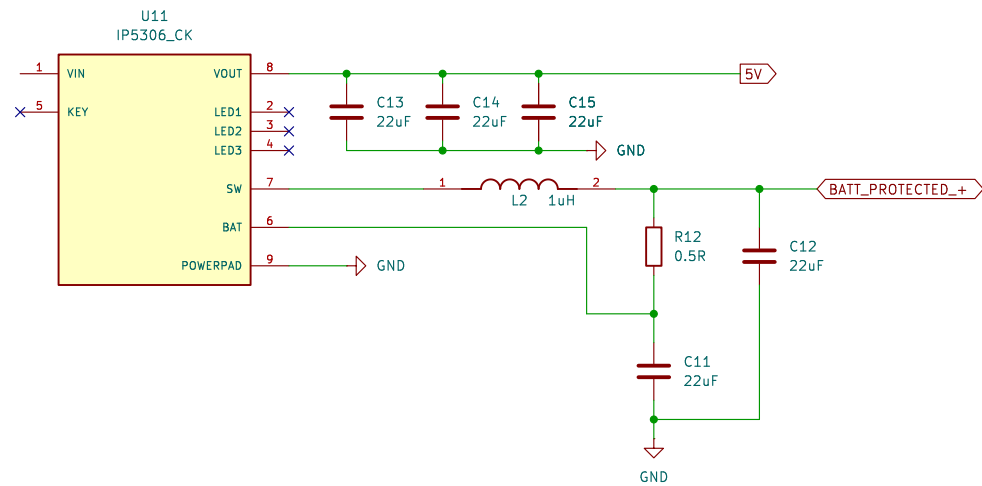 U11
IP5306_CK
1 VIN VOUT 8
5V
5 KEY LED1 2
LED2 3
LED3 4
C13
22uF
C14
22uF
C15
22uF
GND
SW 7
1 2
L2 1uH
BATT_PROTECTED_+
BAT 6
R12
0.5R
C12
22uF
POWERPAD 9
GND
C11
22uF
GND